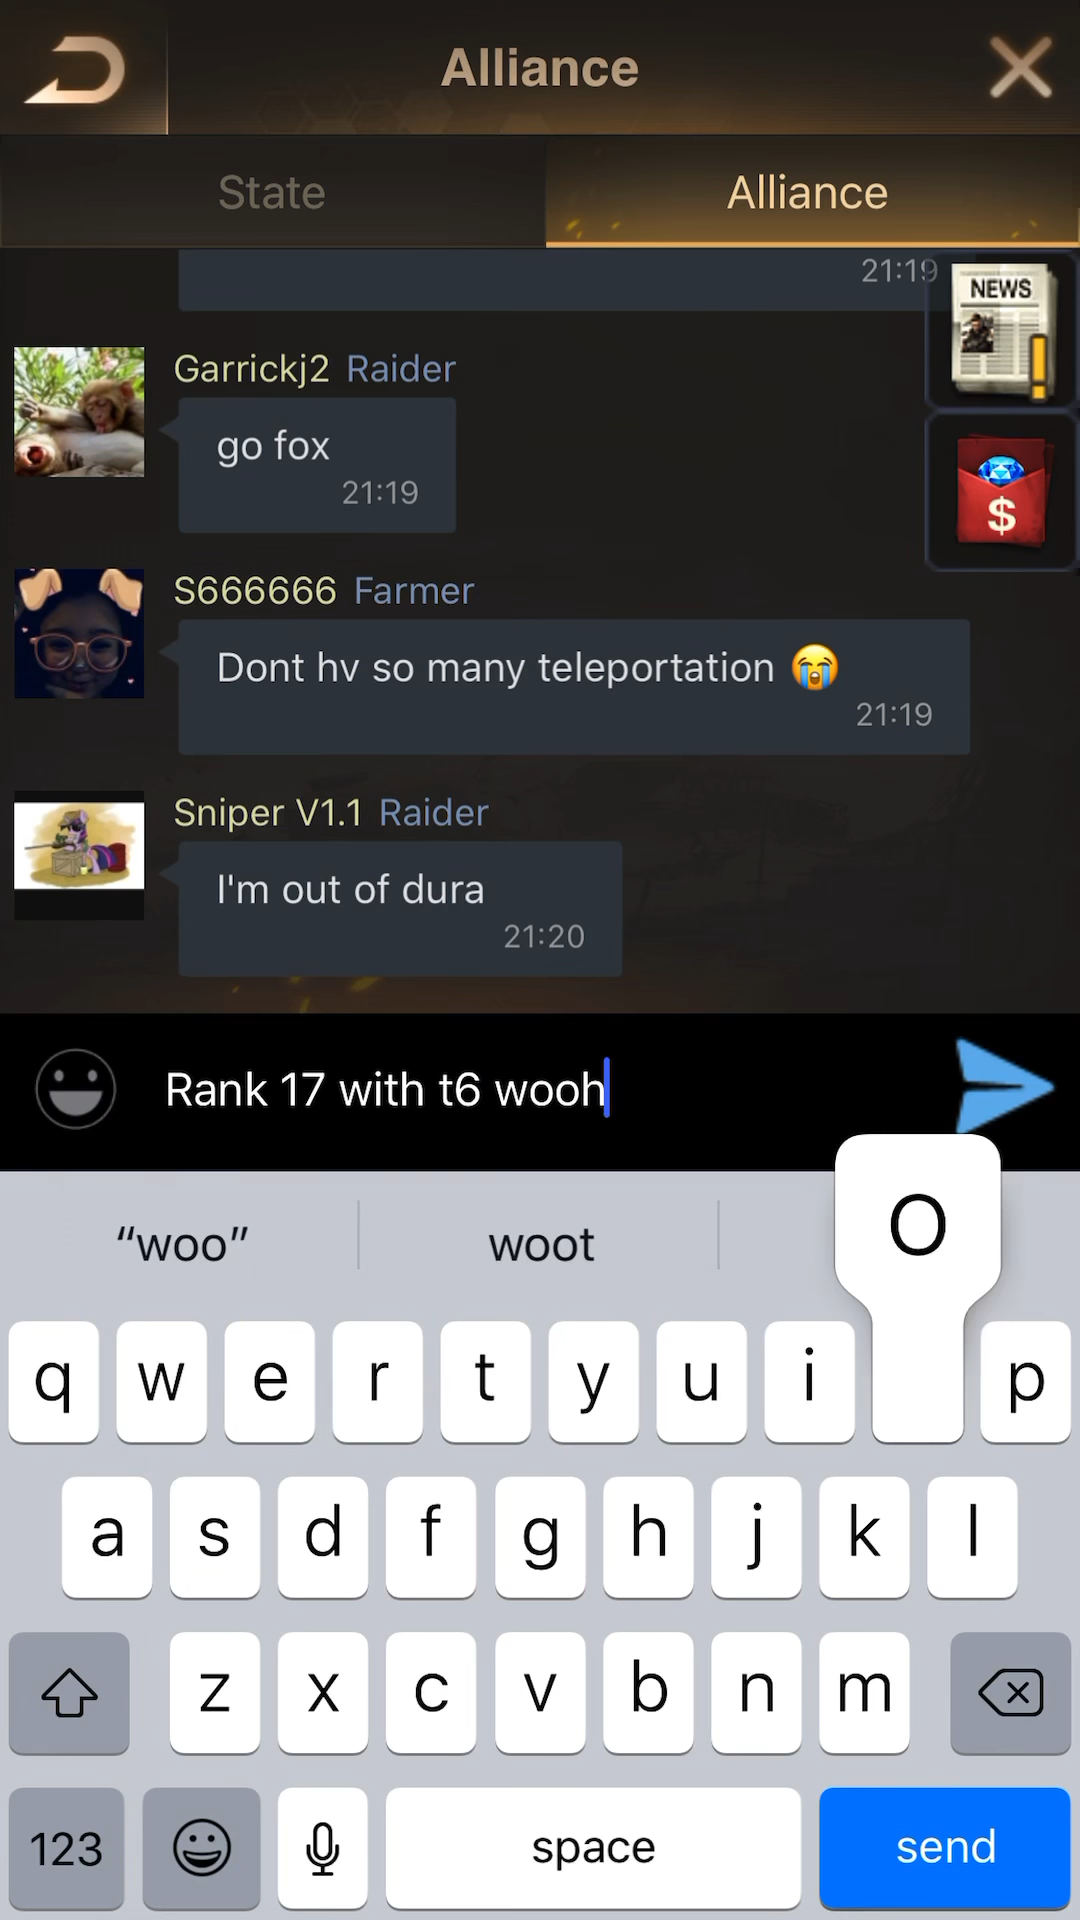 Alliance
State
Alliance
21:19
NEWS
Garrickj2 Raider
go fox
21:19
$
S666666 Farmer
Dont hv so many teleportation 😭
21:19
Sniper V1.1 Raider
I'm out of dura
21:20
Rank 17 with t6 wooh
O
“woo”
woot
q w e r t y u i p
a s d f g h j k l
z x c v b n m
123
space
send